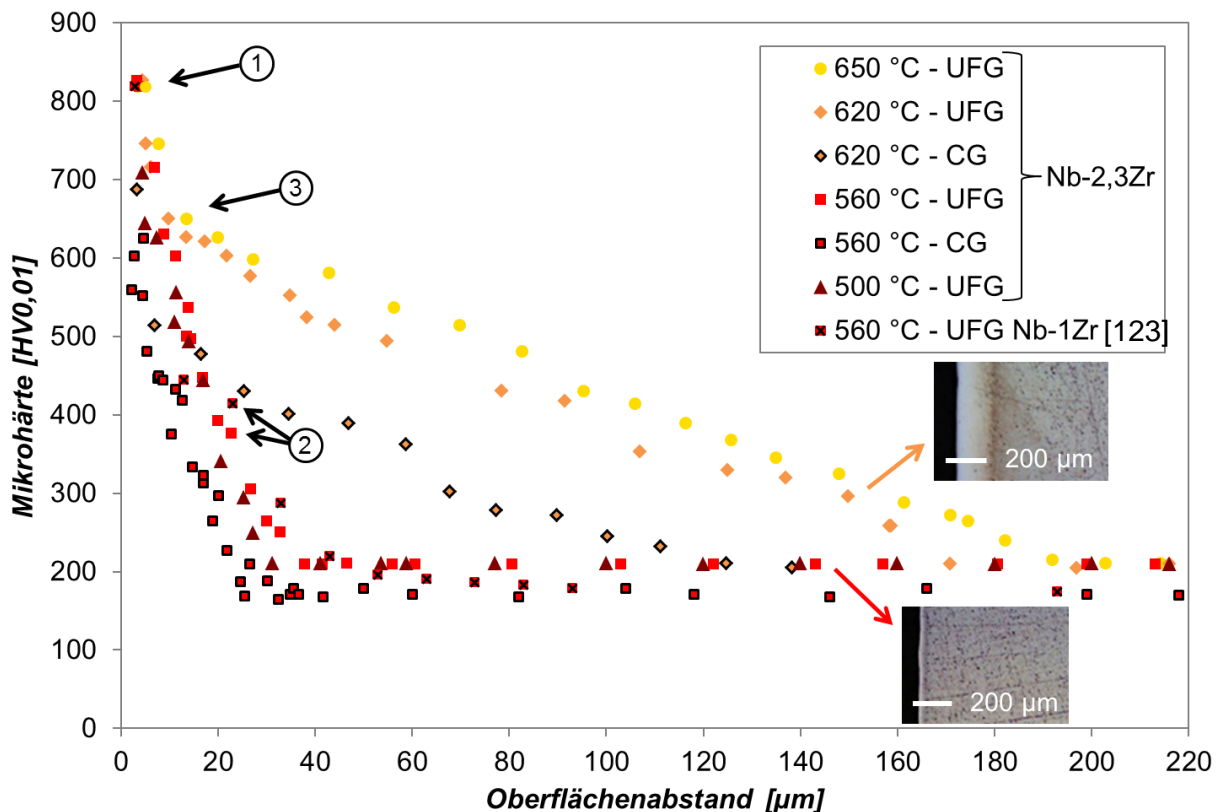 Mikrohärte [HV0,01]
900
800
700
600
500
400
300
200
100
0
1
3
2
650 °C - UFG
620 °C - UFG
620 °C - CG
560 °C - UFG
560 °C - CG
500 °C - UFG
Nb-2,3Zr
560 °C - UFG Nb-1Zr [123]
200 µm
200 µm
0 20 40 60 80 100 120 140 160 180 200 220
Oberflächenabstand [µm]